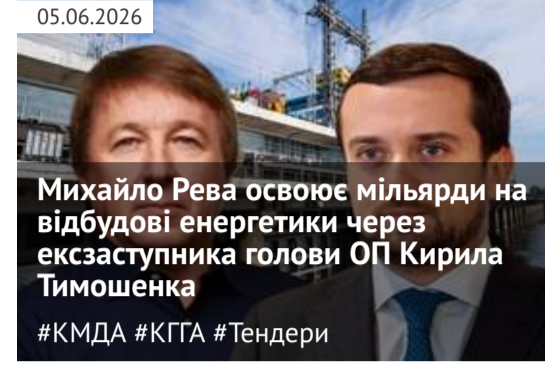 05.06.2026
Михайло Рева освоює мільярди на
відбудові енергетики через
ексзаступника голови ОП Кирила
Тимошенка
#КМДА #КГГА #Тендери